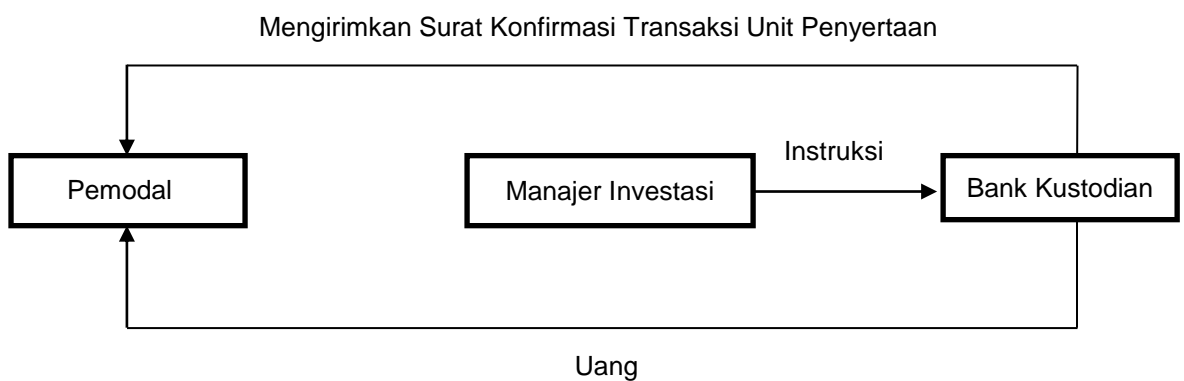 Mengirimkan Surat Konfirmasi Transaksi Unit Penyertaan
Instruksi
Pemodal
Manajer Investasi
Bank Kustodian
Uang